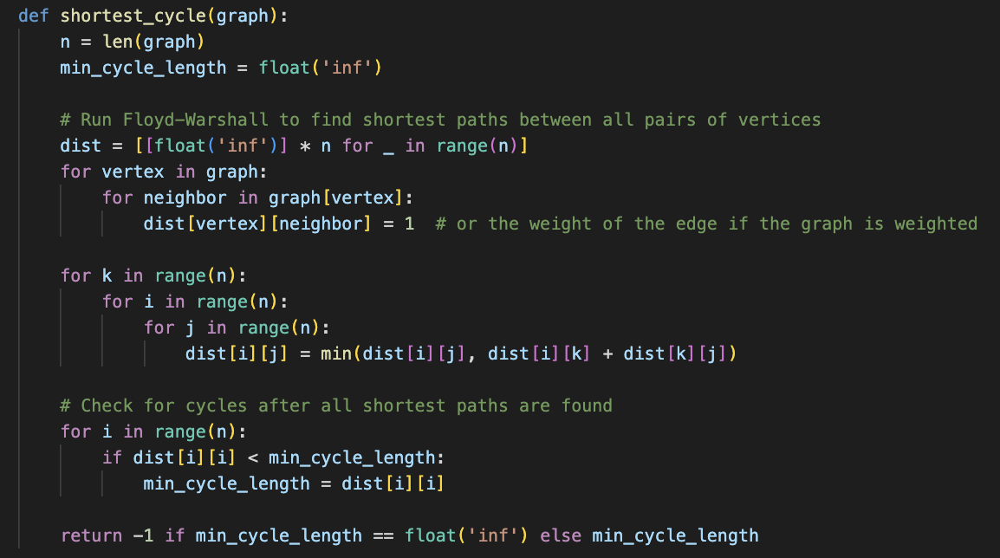 def shortest_cycle(graph):
    n = len(graph)
    min_cycle_length = float('inf')

    # Run Floyd-Warshall to find shortest paths between all pairs of vertices
    dist = [[float('inf')] * n for _ in range(n)]
    for vertex in graph:
        for neighbor in graph[vertex]:
            dist[vertex][neighbor] = 1  # or the weight of the edge if the graph is weighted

    for k in range(n):
        for i in range(n):
            for j in range(n):
                dist[i][j] = min(dist[i][j], dist[i][k] + dist[k][j])

    # Check for cycles after all shortest paths are found
    for i in range(n):
        if dist[i][i] < min_cycle_length:
            min_cycle_length = dist[i][i]

    return -1 if min_cycle_length == float('inf') else min_cycle_length